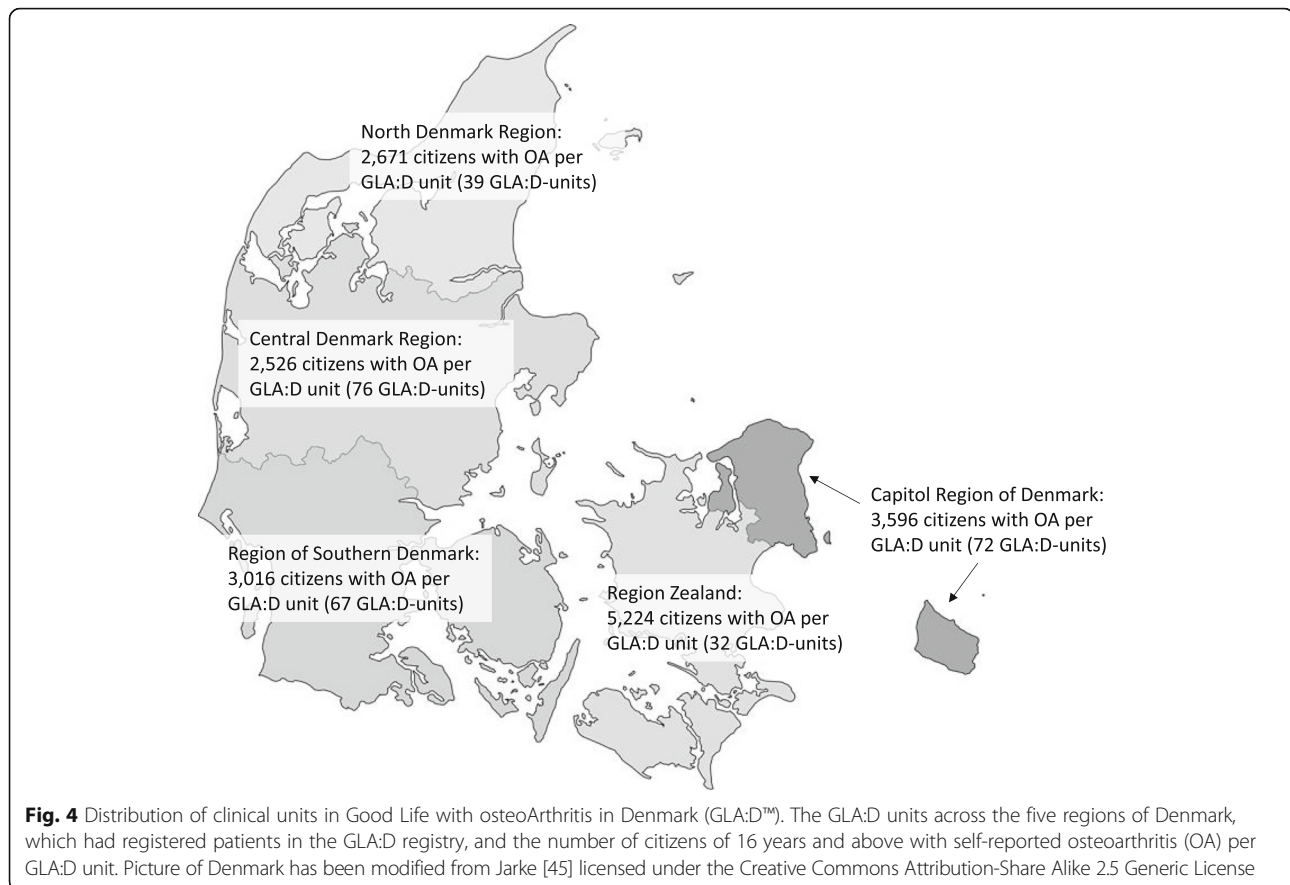 North Denmark Region:
2,671 citizens with OA per
GLA:D unit (39 GLA:D-units)
Central Denmark Region:
2,526 citizens with OA per
GLA:D unit (76 GLA:D-units)
Capitol Region of Denmark:
3,596 citizens with OA per
GLA:D unit (72 GLA:D-units)
Region of Southern Denmark:
3,016 citizens with OA per
GLA:D unit (67 GLA:D-units)
Region Zealand:
5,224 citizens with OA per
GLA:D unit (32 GLA:D-units)
Fig. 4 Distribution of clinical units in Good Life with osteoArthritis in Denmark (GLA:D™). The GLA:D units across the five regions of Denmark,
which had registered patients in the GLA:D registry, and the number of citizens of 16 years and above with self-reported osteoarthritis (OA) per
GLA:D unit. Picture of Denmark has been modified from Jarke [45] licensed under the Creative Commons Attribution-Share Alike 2.5 Generic License